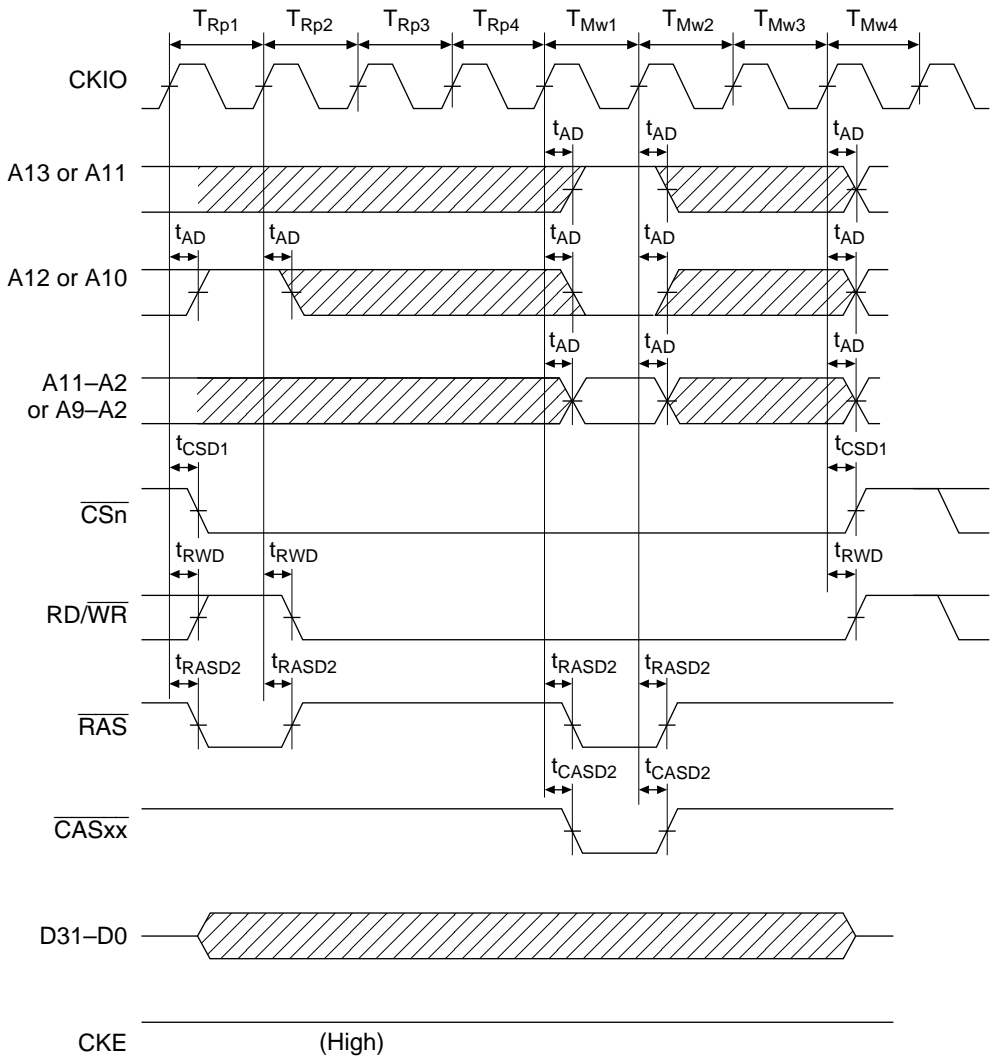 TRp1 TRp2 TRp3 TRp4 TMw1 TMw2 TMw3 TMw4
CKIO
tAD tAD tAD
A13 or A11
tAD tAD tAD tAD tAD
A12 or A10
tAD tAD tAD
A11–A2
or A9–A2
tCSD1 tCSD1
CSn
tRWD tRWD tRWD
RD/WR
tRASD2 tRASD2 tRASD2 tRASD2
RAS
tCASD2 tCASD2
CASxx
D31–D0
CKE (High)